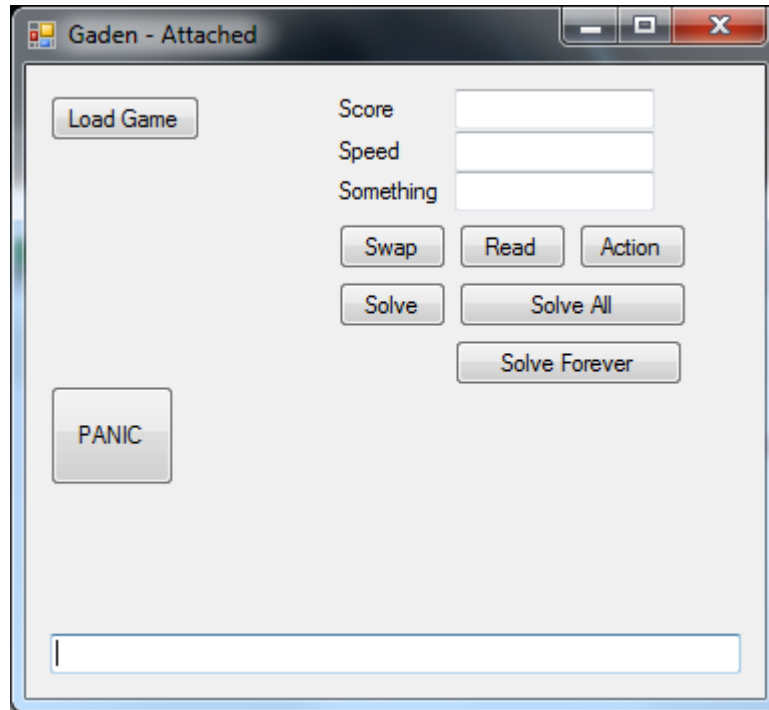 Gaden - Attached
Load Game
Score
Speed
Something
Swap Read Action
Solve Solve All
Solve Forever
PANIC